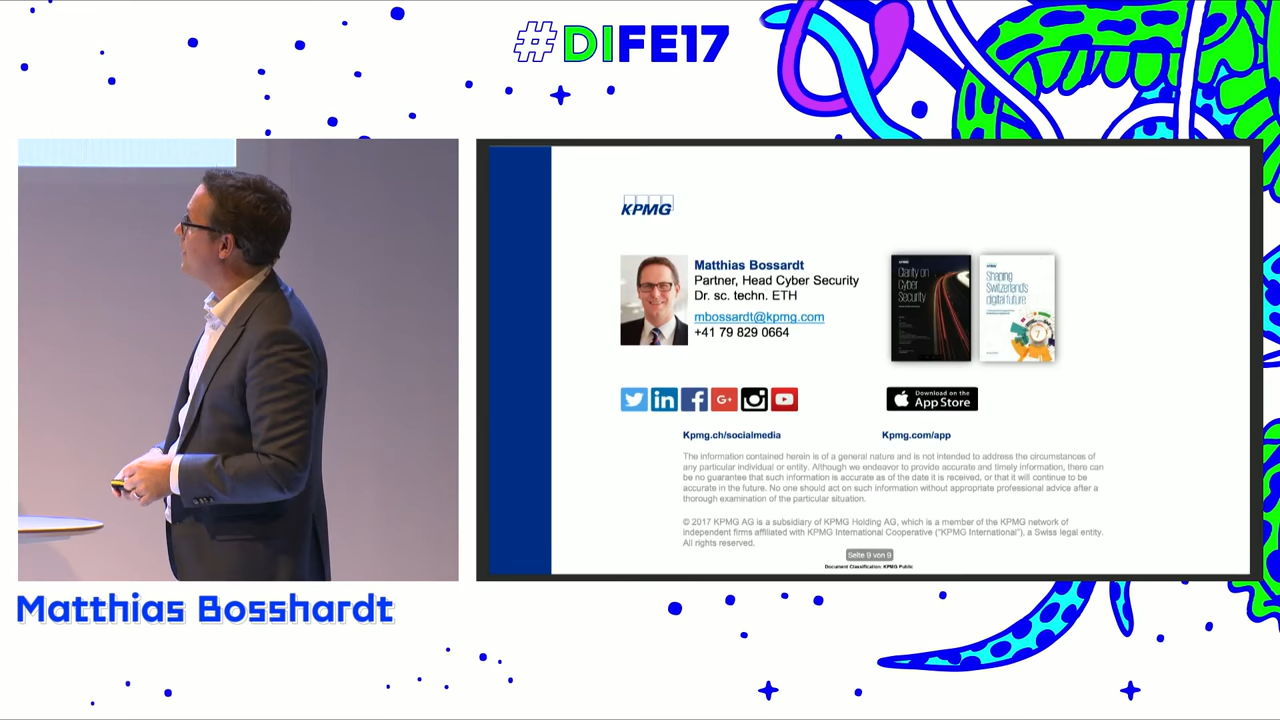 #DIFE17
KPMG
Matthias Bossardt
Partner, Head Cyber Security
Dr. sc. techn. ETH
mbossardt@kpmg.com
+41 79 829 0664
KPMG
Clarity on
Cyber
Security
KPMG
Shaping
Switzerland's
digital future
7
in
f
G+
Download on the
App Store
Kpmg.ch/socialmedia
Kpmg.com/app
The information contained herein is of a general nature and is not intended to address the circumstances of
any particular individual or entity. Although we endeavor to provide accurate and timely information, there can
be no guarantee that such information is accurate as of the date it is received, or that it will continue to be
accurate in the future. No one should act on such information without appropriate professional advice after a
thorough examination of the particular situation.
© 2017 KPMG AG is a subsidiary of KPMG Holding AG, which is a member of the KPMG network of
independent firms affiliated with KPMG International Cooperative ("KPMG International"), a Swiss legal entity.
All rights reserved.
Seite 9 von 9
Document Classification: KPMG Public
Matthias Bosshardt